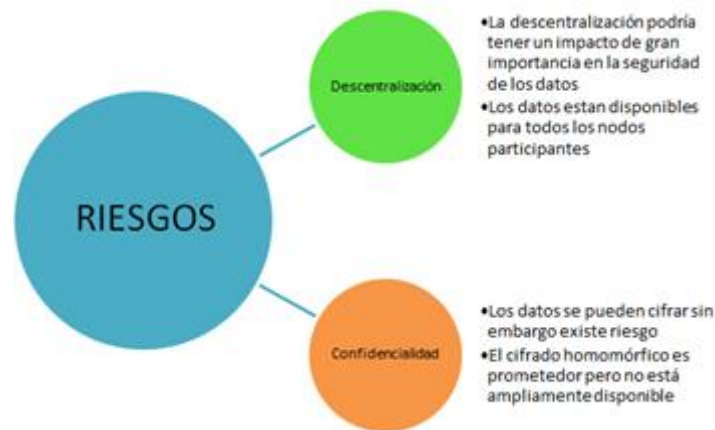 RIESGOS
Descentralización
•La descentralización podría
tener un impacto de gran
importancia en la seguridad
de los datos
•Los datos estan disponibles
para todos los nodos
participantes
Confidencialidad
•Los datos se pueden cifrar sin
embargo existe riesgo
•El cifrado homomórfico es
prometedor pero no está
ampliamente disponible